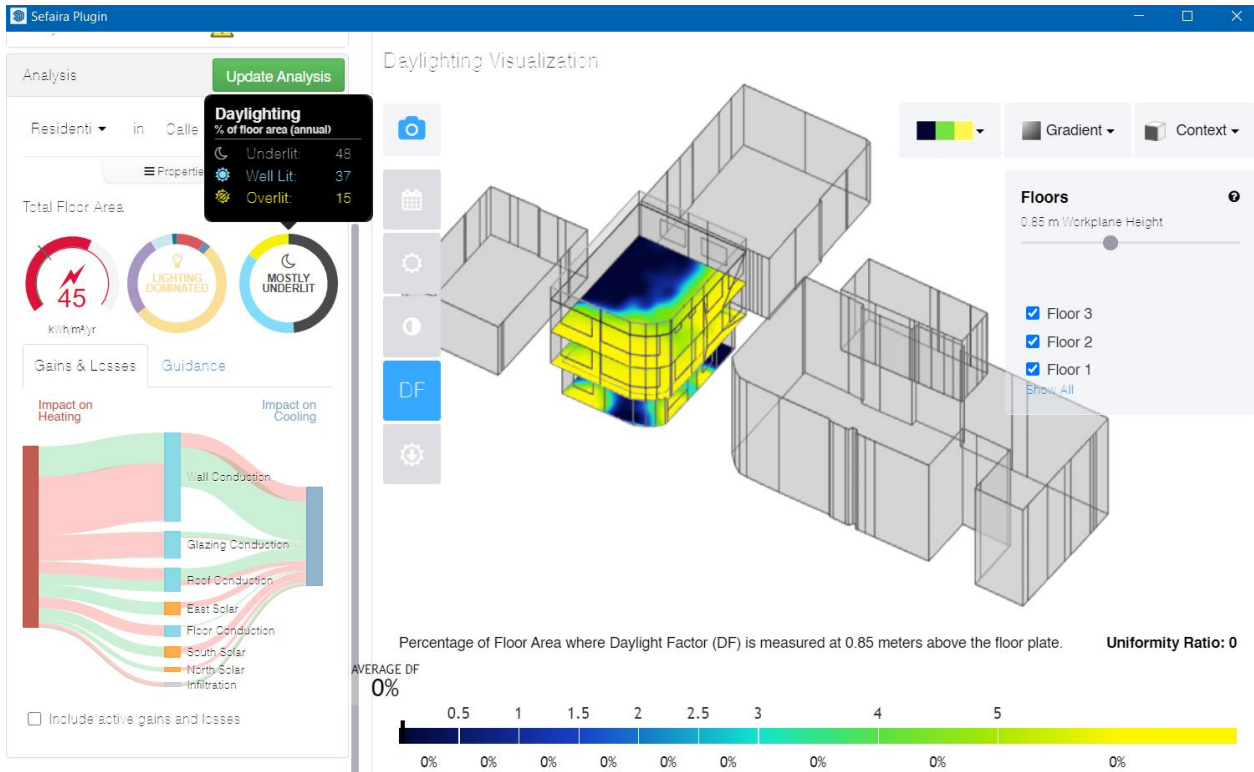 Sefaira Plugin
Analysis
Update Analysis
Daylighting
% of floor area (annual)
Underlit: 48
Well Lit: 37
Overlit: 15
Residenti in Calle
Propertie
Total Floor Area
45
kWh/m²/yr
LIGHTING
DOMINATED
MOSTLY
UNDERLIT
Gains & Losses
Guidance
Impact on
Heating
Impact on
Cooling
Wall Conduction
Glazing Conduction
Roof Conduction
East Solar
Floor Conduction
South Solar
North Solar
Infiltration
Include active gains and losses
Daylighting Visualization
DF
Gradient
Context
Floors
0.85 m Workplane Height
Floor 3
Floor 2
Floor 1
Show All
Percentage of Floor Area where Daylight Factor (DF) is measured at 0.85 meters above the floor plate.
Uniformity Ratio: 0
AVERAGE DF
0%
0.5 1 1.5 2 2.5 3 4 5
0% 0% 0% 0% 0% 0% 0% 0% 0%